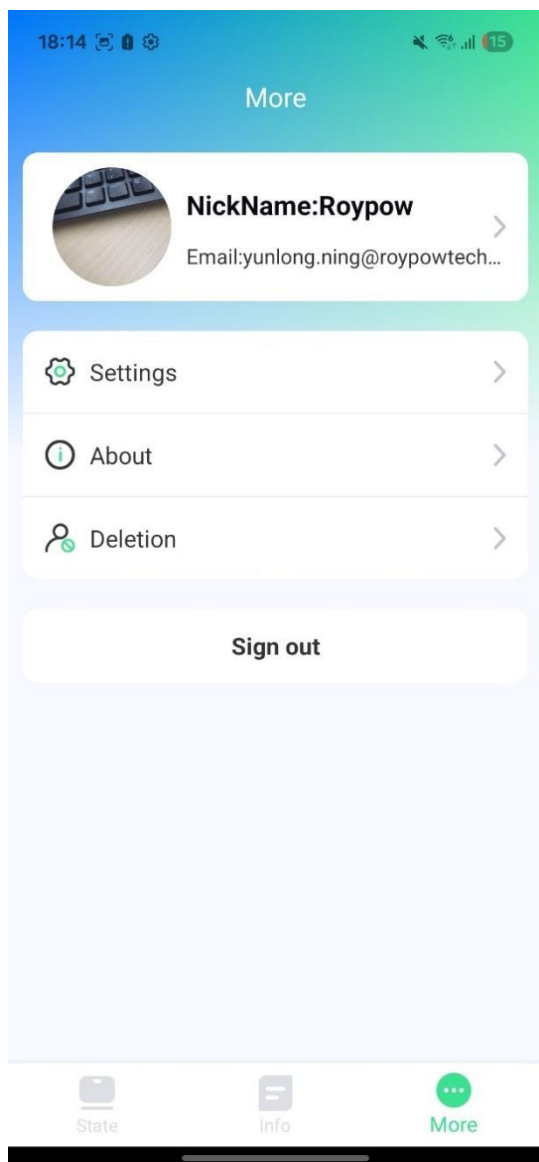 18:14
15
More
NickName:Roypow
Email:yunlong.ning@roypowtech...
Settings
About
Deletion
Sign out
State
Info
More